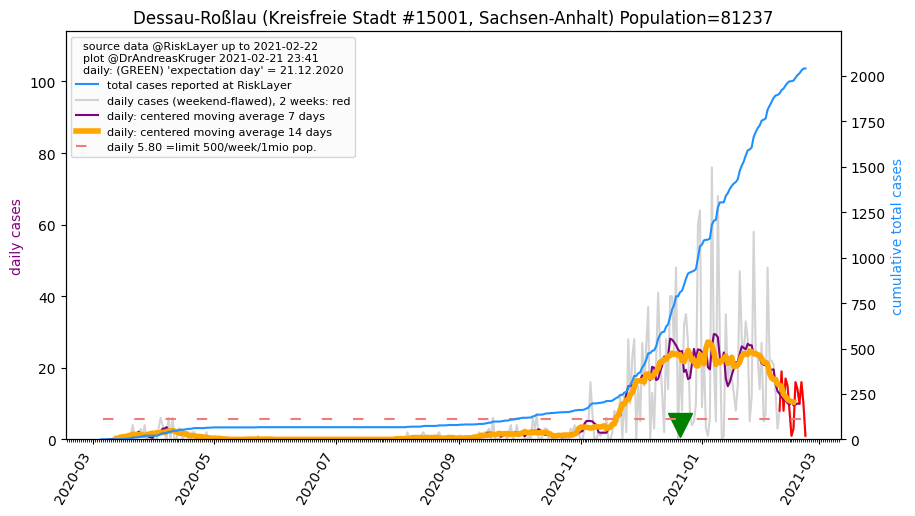 Dessau-Roßlau (Kreisfreie Stadt #15001, Sachsen-Anhalt) Population=81237
source data @RiskLayer up to 2021-02-22
plot @DrAndreasKruger 2021-02-21 23:41
daily: (GREEN) 'expectation day' = 21.12.2020
total cases reported at RiskLayer
daily cases (weekend-flawed), 2 weeks: red
daily: centered moving average 7 days
daily: centered moving average 14 days
daily 5.80 =limit 500/week/1mio pop.
daily cases
100
80
60
40
20
0
cumulative total cases
2000
1750
1500
1250
1000
750
500
250
0
2020-03
2020-05
2020-07
2020-09
2020-11
2021-01
2021-03